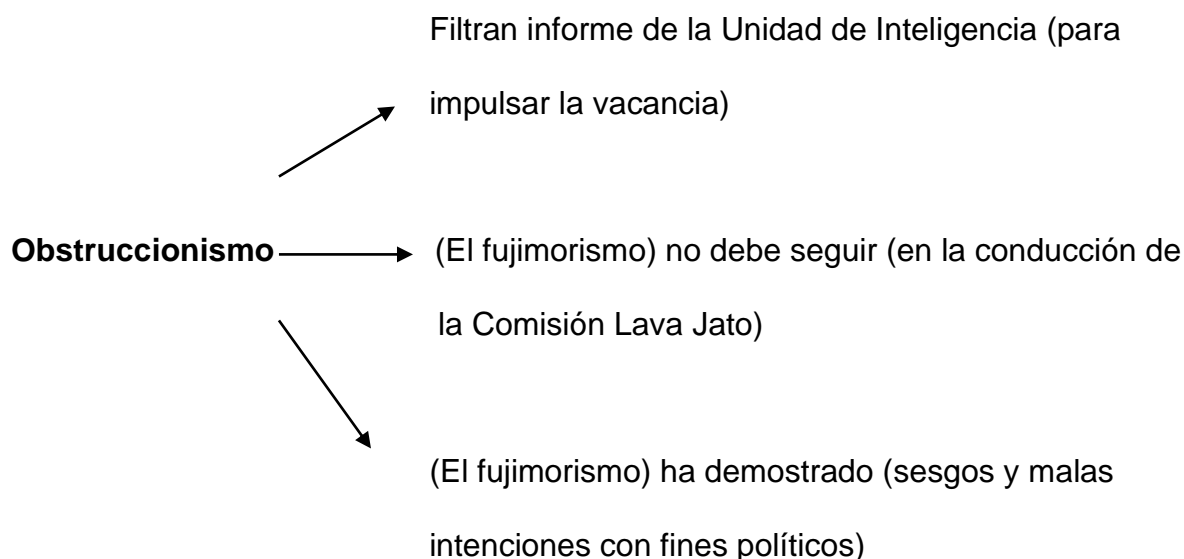 Filtran informe de la Unidad de Inteligencia (para
impulsar la vacancia)
Obstruccionismo
(El fujimorismo) no debe seguir (en la conducción de
la Comisión Lava Jato)
(El fujimorismo) ha demostrado (sesgos y malas
intenciones con fines políticos)